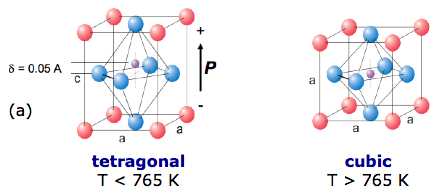 +
δ = 0.05 A
P
c
(a)
-
a
a
tetragonal
T < 765 K
a
a
a
cubic
T > 765 K